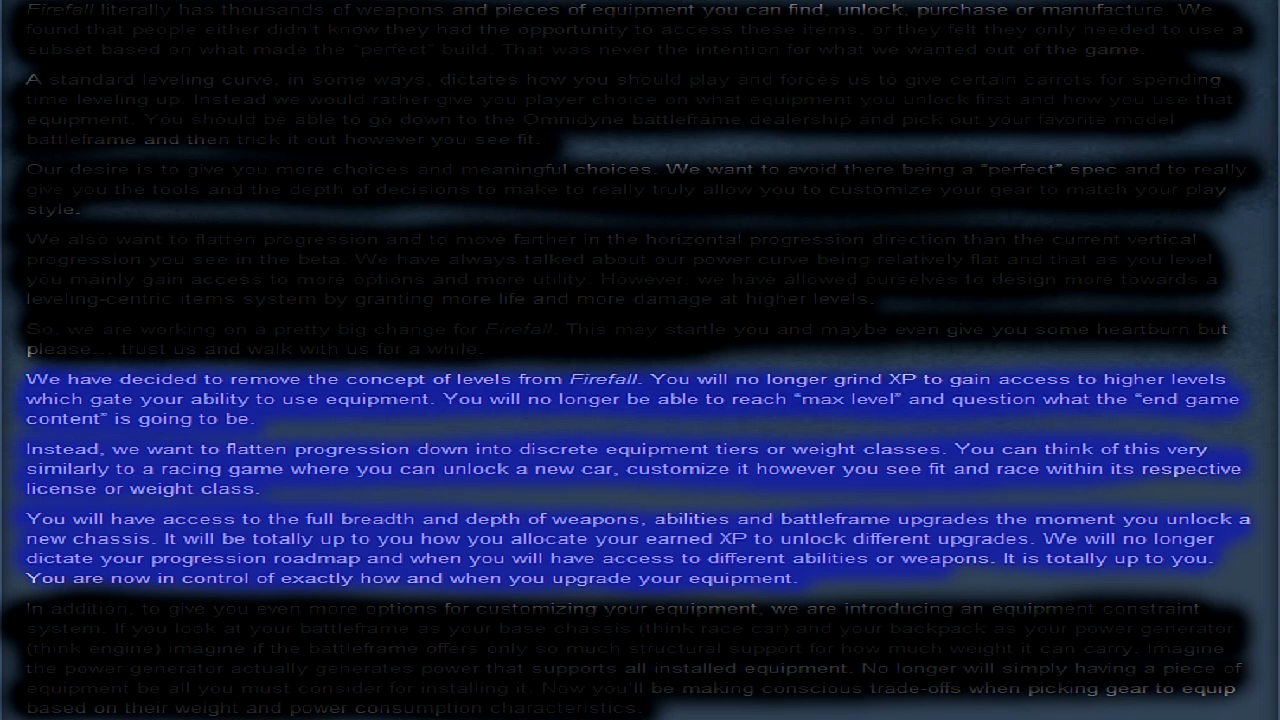 Firefall literally has thousands of weapons and pieces of equipment you can find, unlock, purchase or manufacture. We
found that people either didn't know they had the opportunity to access these items, or they felt they only needed to use a
subset based on what made the "perfect" build. That was never the intention for what we wanted out of the game.
A standard leveling curve, in some ways, dictates how you should play and forces us to give certain carrots for spending
time leveling up. Instead we would rather give you player choice on what equipment you unlock first and how you use that
equipment. You should be able to go down to the Omnidyne battleframe dealership and pick out your favorite model
battleframe and then trick it out however you see fit.
Our desire is to give you more choices and meaningful choices. We want to avoid there being a "perfect" spec and to really
give you the tools and the depth of decisions to make to really truly allow you to customize your gear to match your play
style.
We also want to flatten progression and to move farther in the horizontal progression direction than the current vertical
progression you see in the beta. We have always talked about our power curve being relatively flat and that as you level
you mainly gain access to more options and more utility. However, we have allowed ourselves to design more towards a
leveling-centric items system by granting more life and more damage at higher levels.
So, we are working on a pretty big change for Firefall. This may startle you and maybe even give you some heartburn but
please... trust us and walk with us for a while.
We have decided to remove the concept of levels from Firefall. You will no longer grind XP to gain access to higher levels
which gate your ability to use equipment. You will no longer be able to reach "max level" and question what the "end game
content" is going to be.
Instead, we want to flatten progression down into discrete equipment tiers or weight classes. You can think of this very
similarly to a racing game where you can unlock a new car, customize it however you see fit and race within its respective
license or weight class.
You will have access to the full breadth and depth of weapons, abilities and battleframe upgrades the moment you unlock a
new chassis. It will be totally up to you how you allocate your earned XP to unlock different upgrades. We will no longer
dictate your progression roadmap and when you will have access to different abilities or weapons. It is totally up to you.
You are now in control of exactly how and when you upgrade your equipment.
In addition, to give you even more options for customizing your equipment, we are introducing an equipment constraint
system. If you look at your battleframe as your base chassis (think race car) and your backpack as your power generator
(think engine) imagine if the battleframe offers only so much structural support for how much weight it can carry. Imagine
the power generator actually generates power that supports all installed equipment. No longer will simply having a piece of
equipment be all you must consider for installing it. Now you'll be making conscious trade-offs when picking gear to equip
based on their weight and power consumption characteristics.